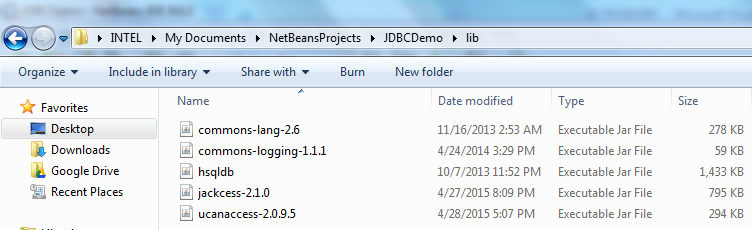 INTEL ▸ My Documents ▸ NetBeansProjects ▸ JDBCDemo ▸ lib
Organize Include in library Share with Burn New folder
Favorites
Desktop
Downloads
Google Drive
Recent Places
Name Date modified Type Size
commons-lang-2.6 11/16/2013 2:53 AM Executable Jar File 278 KB
commons-logging-1.1.1 4/24/2014 3:29 PM Executable Jar File 59 KB
hsqldb 10/7/2013 11:52 PM Executable Jar File 1,433 KB
jackcess-2.1.0 4/27/2015 8:09 PM Executable Jar File 795 KB
ucanaccess-2.0.9.5 4/28/2015 5:07 PM Executable Jar File 294 KB